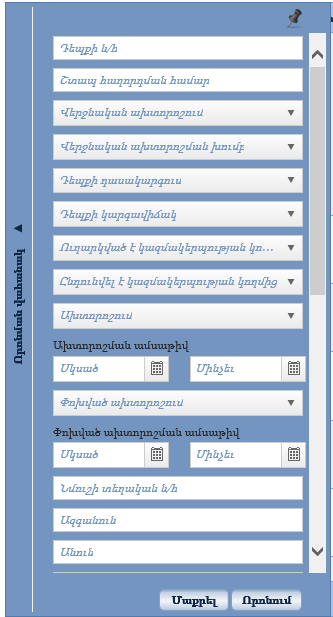 Որոնման վահանակ
Դեպքի ն/հ
Շտապ հաղորդման համար
Վերջնական ախտորոշում
Վերջնական ախտորոշման խումբ
Դեպքի դասակարգում
Դեպքի կարգավիճակ
Ուղարկված է կազմակերպության կո...
Ընդունվել է կազմակերպության կողմից
Ախտորոշում
Ախտորոշման ամսաթիվ
Սկսած Մինչեւ
Փոխված ախտորոշում
Փոխված ախտորոշման ամսաթիվ
Սկսած Մինչեւ
Նմուշի տեղական ն/հ
Ազգանուն
Անուն
Մաքրել Որոնում